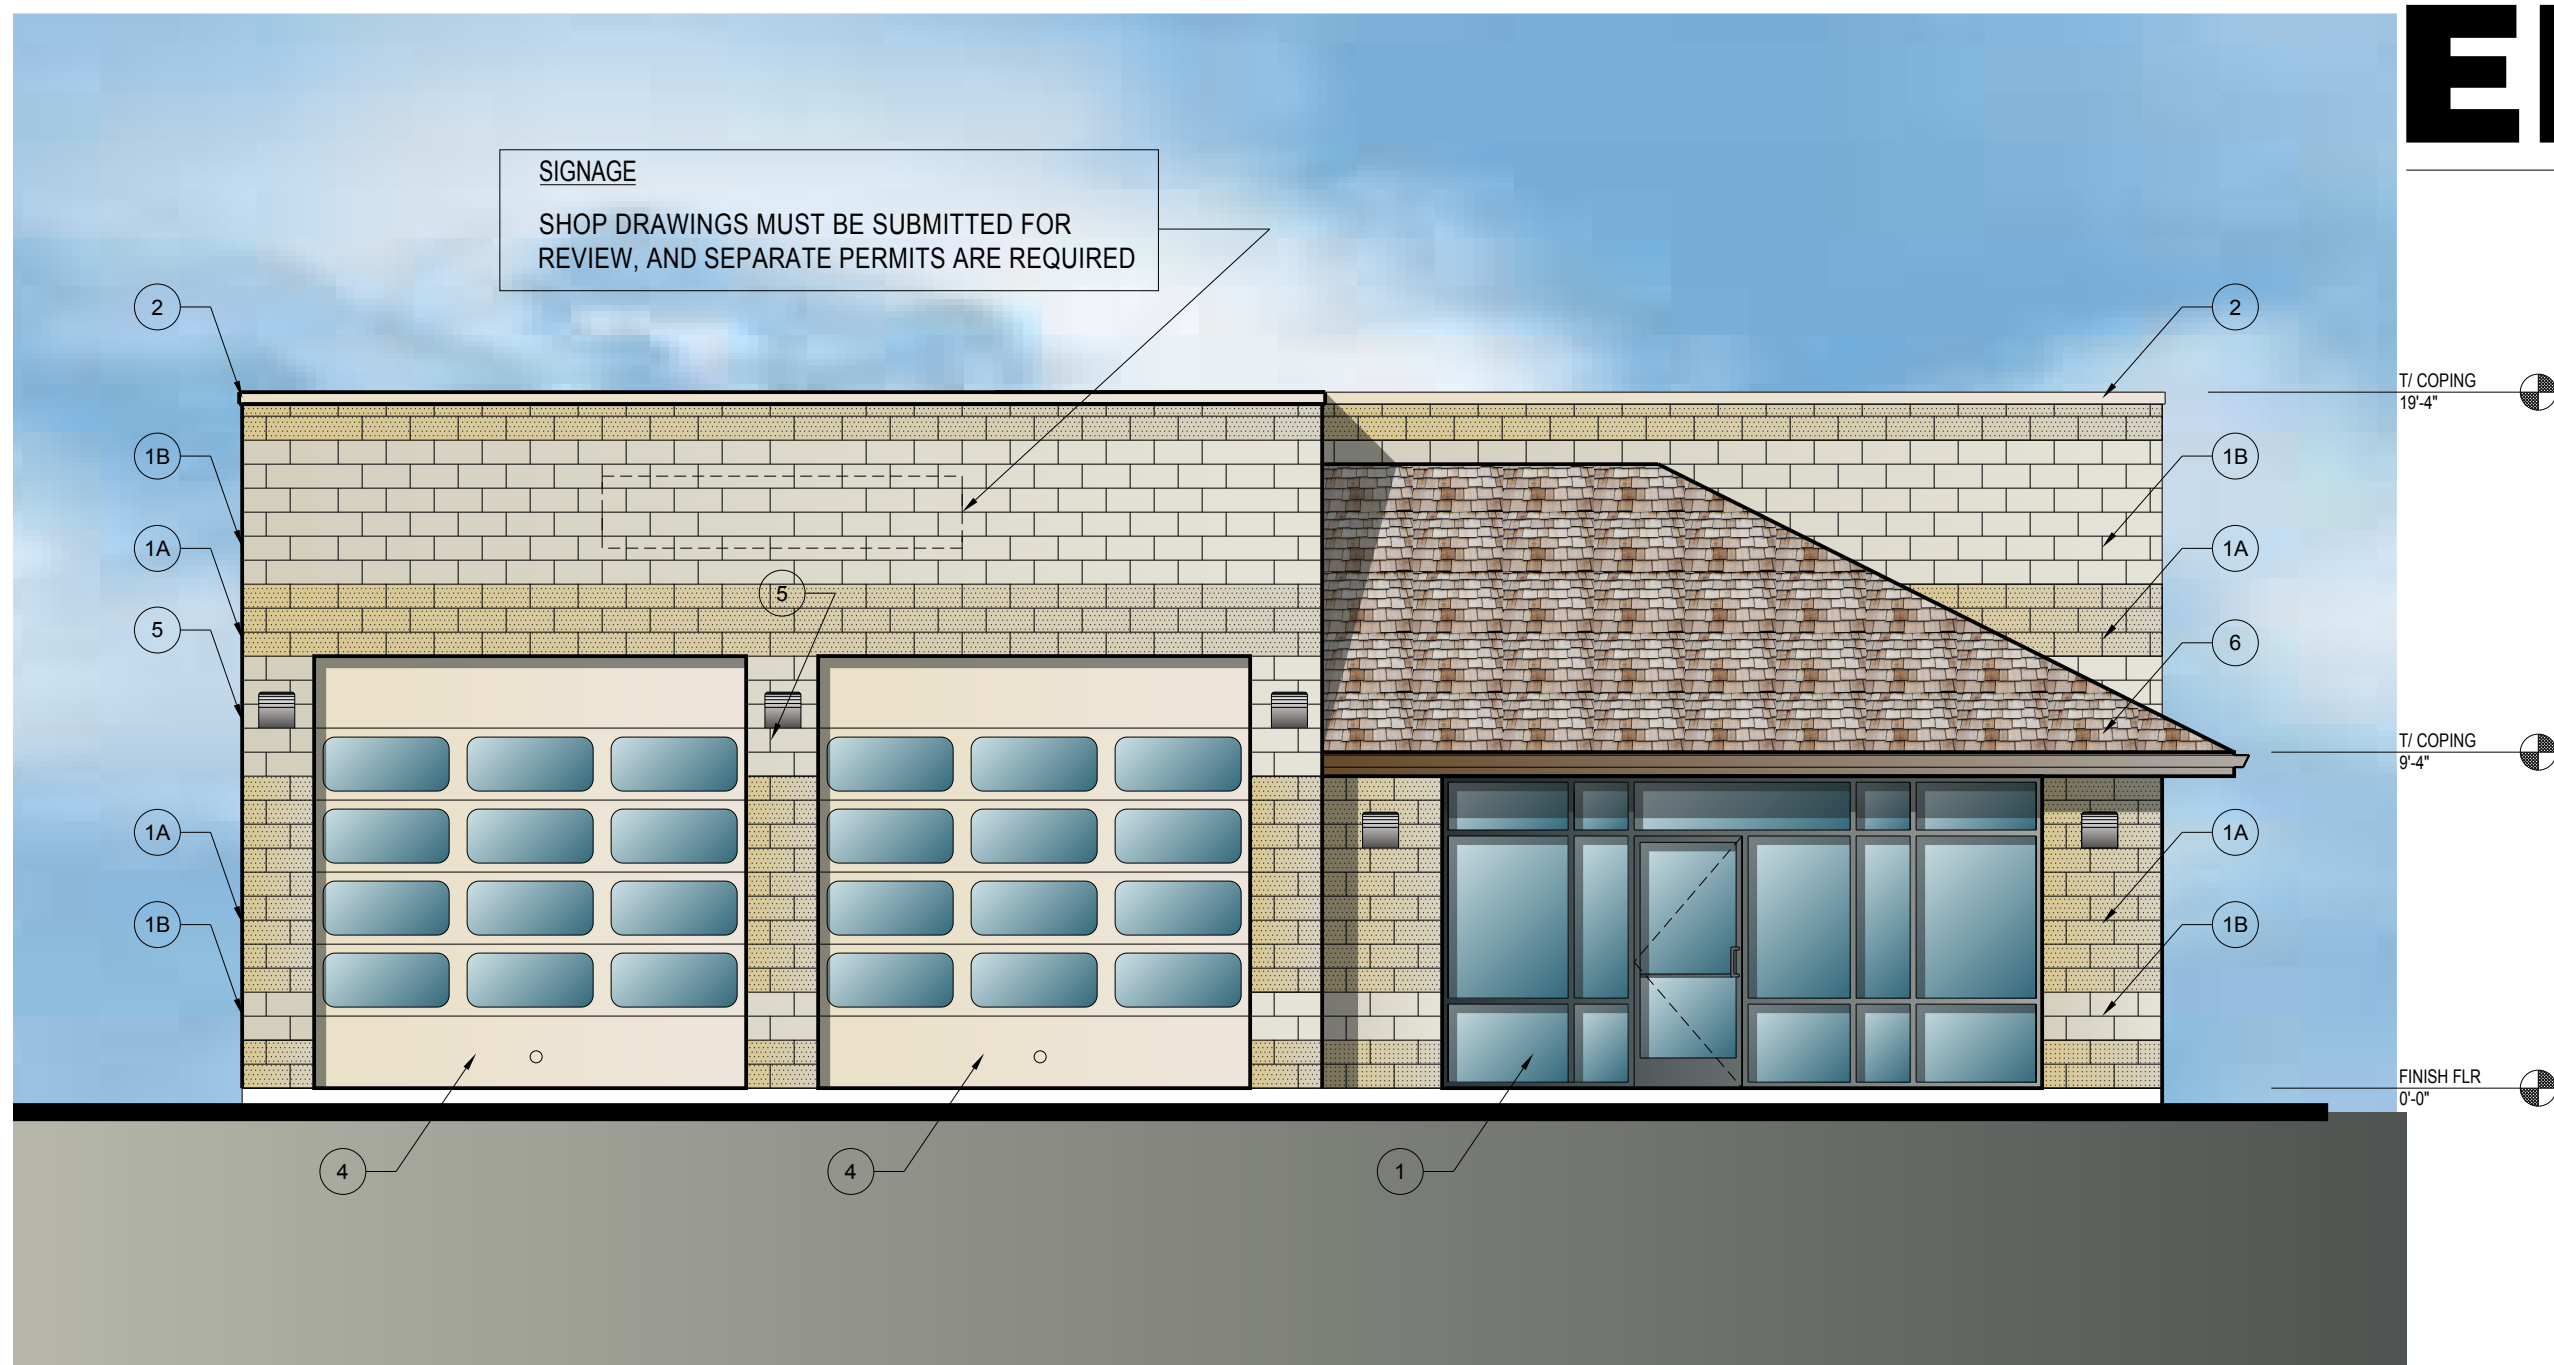 SIGNAGE
SHOP DRAWINGS MUST BE SUBMITTED FOR
REVIEW, AND SEPARATE PERMITS ARE REQUIRED
2
2
T/ COPING
19'-4"
1B
1B
1A
1A
5
5
6
T/ COPING
9'-4"
1A
1A
1B
1B
FINISH FLR
0'-0"
4
4
1